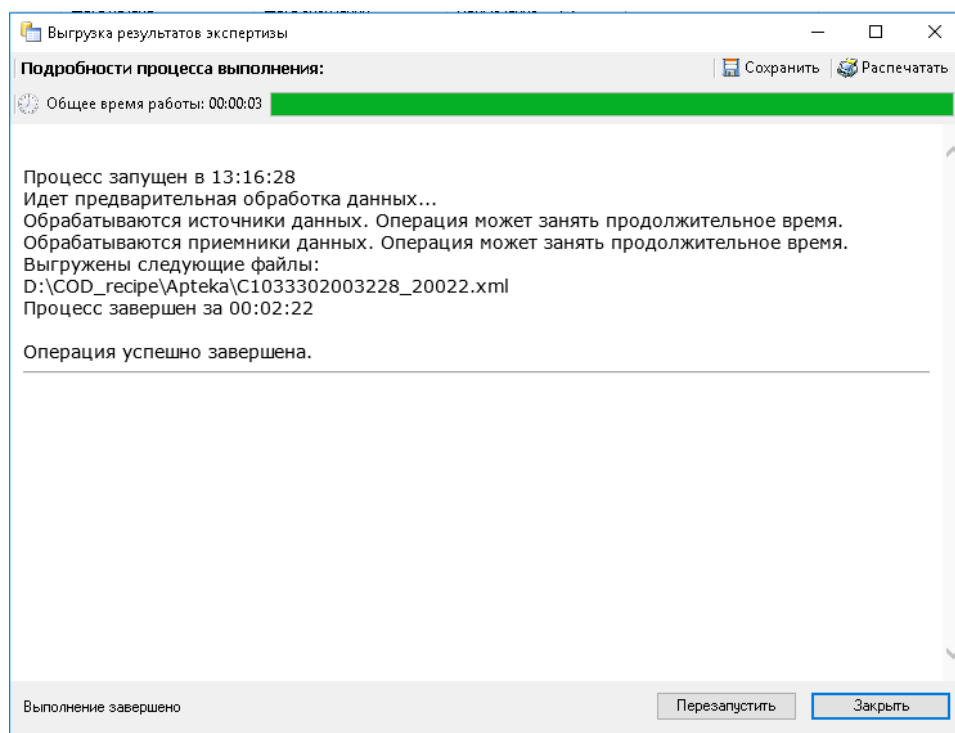 Выгрузка результатов экспертизы
Подробности процесса выполнения:
Сохранить
Распечатать
Общее время работы: 00:00:03
Процесс запущен в 13:16:28
Идет предварительная обработка данных...
Обрабатываются источники данных. Операция может занять продолжительное время.
Обрабатываются приемники данных. Операция может занять продолжительное время.
Выгружены следующие файлы:
D:\COD_recipe\Apteka\C1033302003228_20022.xml
Процесс завершен за 00:02:22
Операция успешно завершена.
Выполнение завершено
Перезапустить
Закрыть